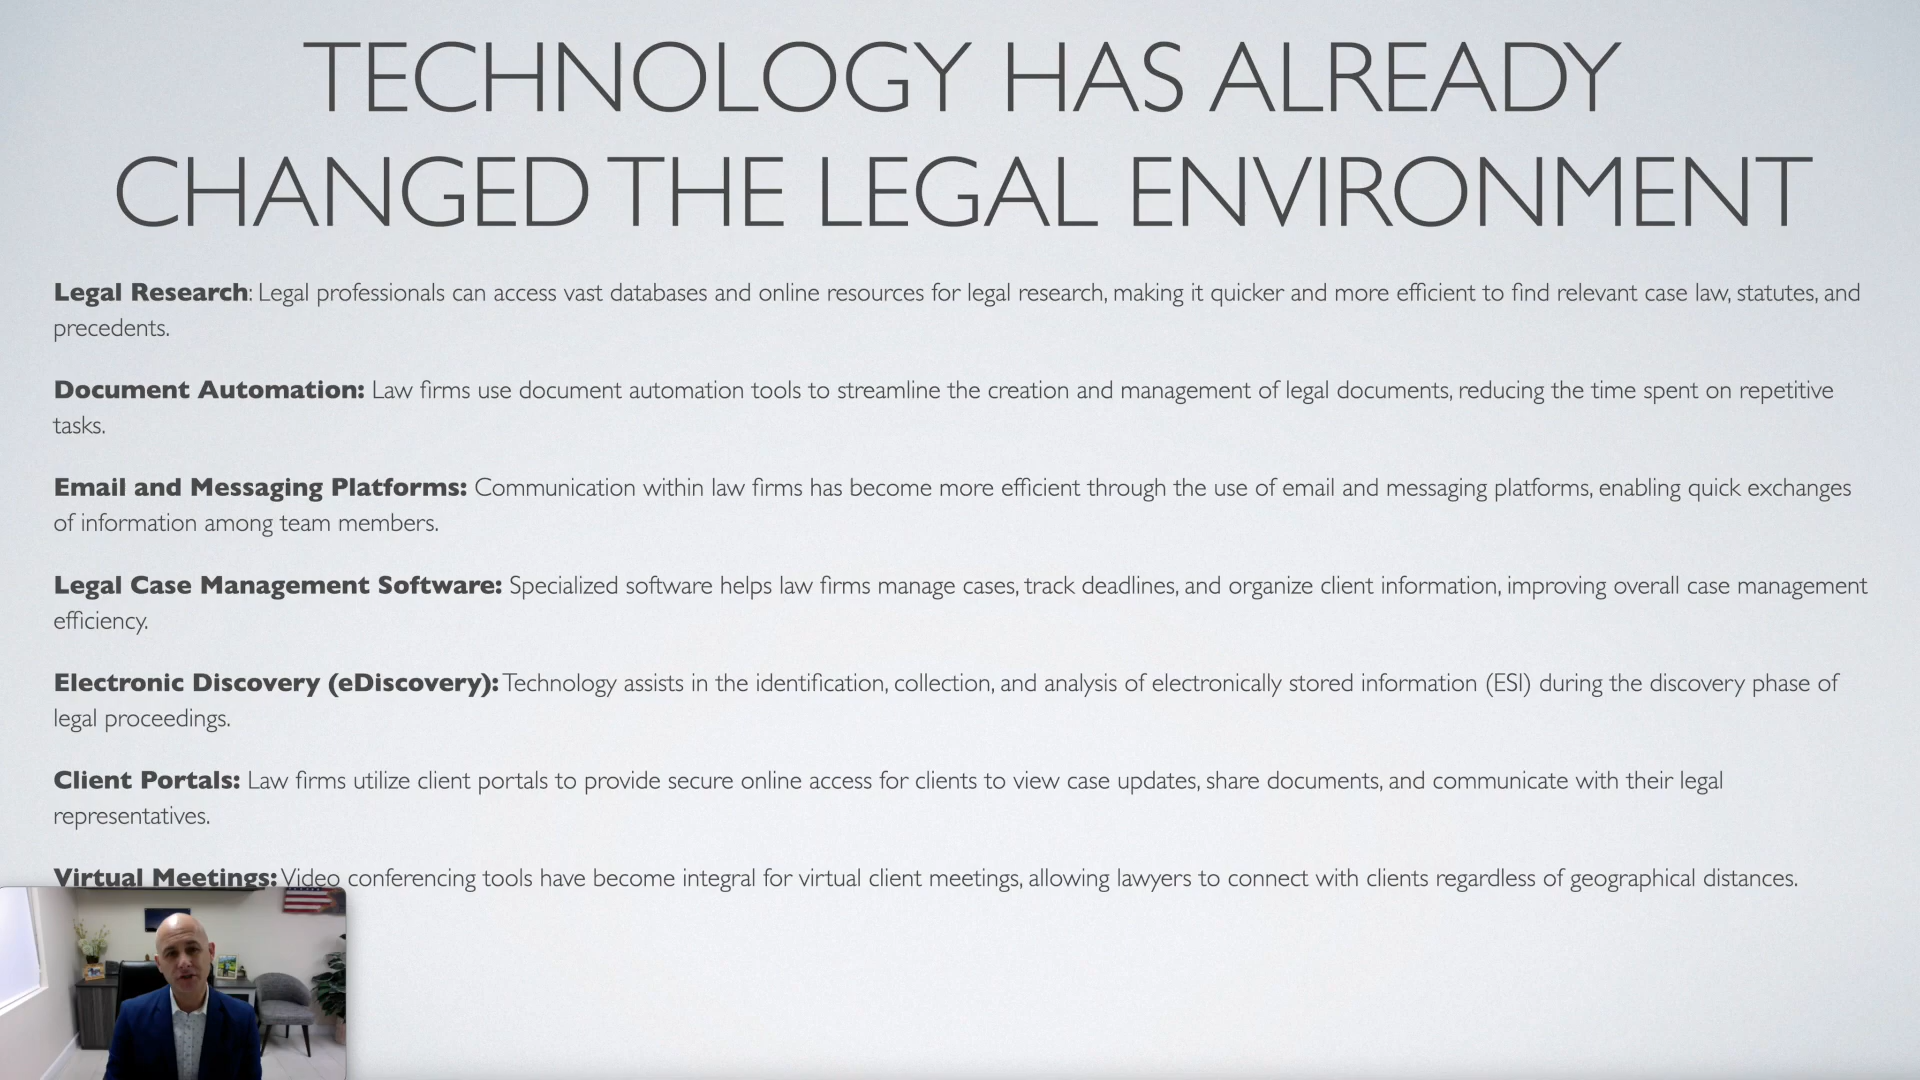 TECHNOLOGY HAS ALREADY
CHANGED THE LEGAL ENVIRONMENT
Legal Research: Legal professionals can access vast databases and online resources for legal research, making it quicker and more efficient to find relevant case law, statutes, and
precedents.
Document Automation: Law firms use document automation tools to streamline the creation and management of legal documents, reducing the time spent on repetitive
tasks.
Email and Messaging Platforms: Communication within law firms has become more efficient through the use of email and messaging platforms, enabling quick exchanges
of information among team members.
Legal Case Management Software: Specialized software helps law firms manage cases, track deadlines, and organize client information, improving overall case management
efficiency.
Electronic Discovery (eDiscovery): Technology assists in the identification, collection, and analysis of electronically stored information (ESI) during the discovery phase of
legal proceedings.
Client Portals: Law firms utilize client portals to provide secure online access for clients to view case updates, share documents, and communicate with their legal
representatives.
Virtual Meetings: Video conferencing tools have become integral for virtual client meetings, allowing lawyers to connect with clients regardless of geographical distances.